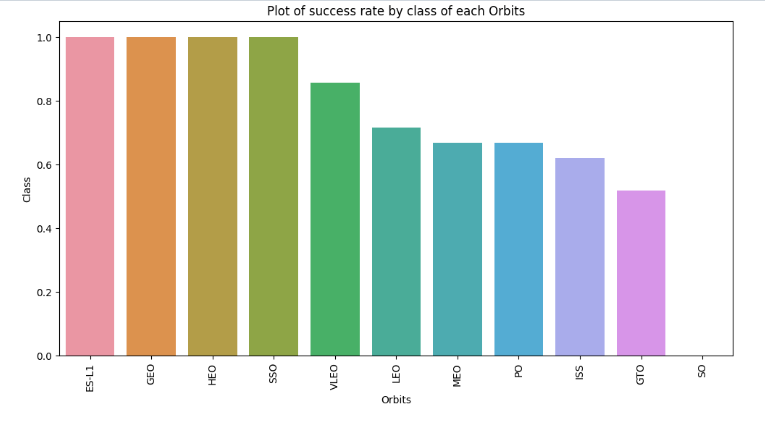 Plot of success rate by class of each Orbits
1.0
0.8
0.6
0.4
0.2
0.0
Class
ES-L1
GEO
HEO
SSO
VLEO
LEO
MEO
PO
ISS
GTO
SO
Orbits